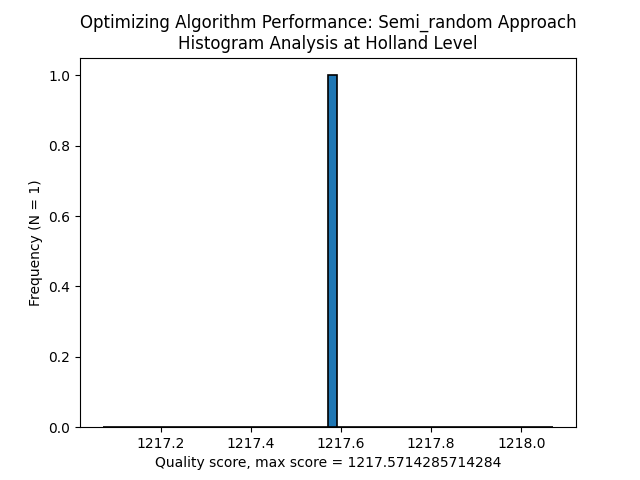 Optimizing Algorithm Performance: Semi_random Approach
Histogram Analysis at Holland Level
1.0
0.8
0.6
0.4
0.2
0.0
Frequency (N = 1)
1217.2 1217.4 1217.6 1217.8 1218.0
Quality score, max score = 1217.5714285714284